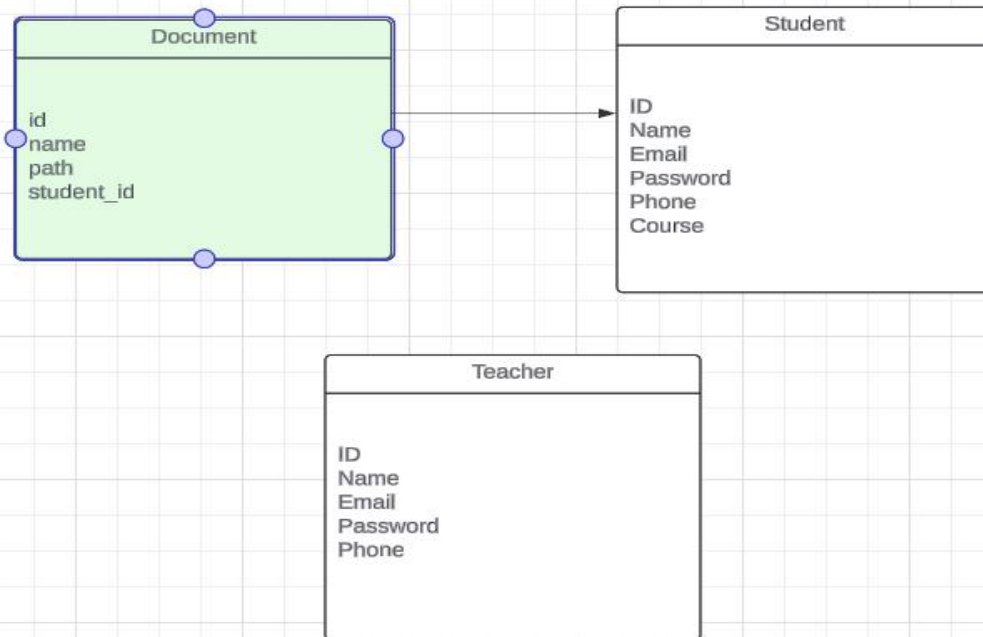 Document
id
name
path
student_id
Student
ID
Name
Email
Password
Phone
Course
Teacher
ID
Name
Email
Password
Phone